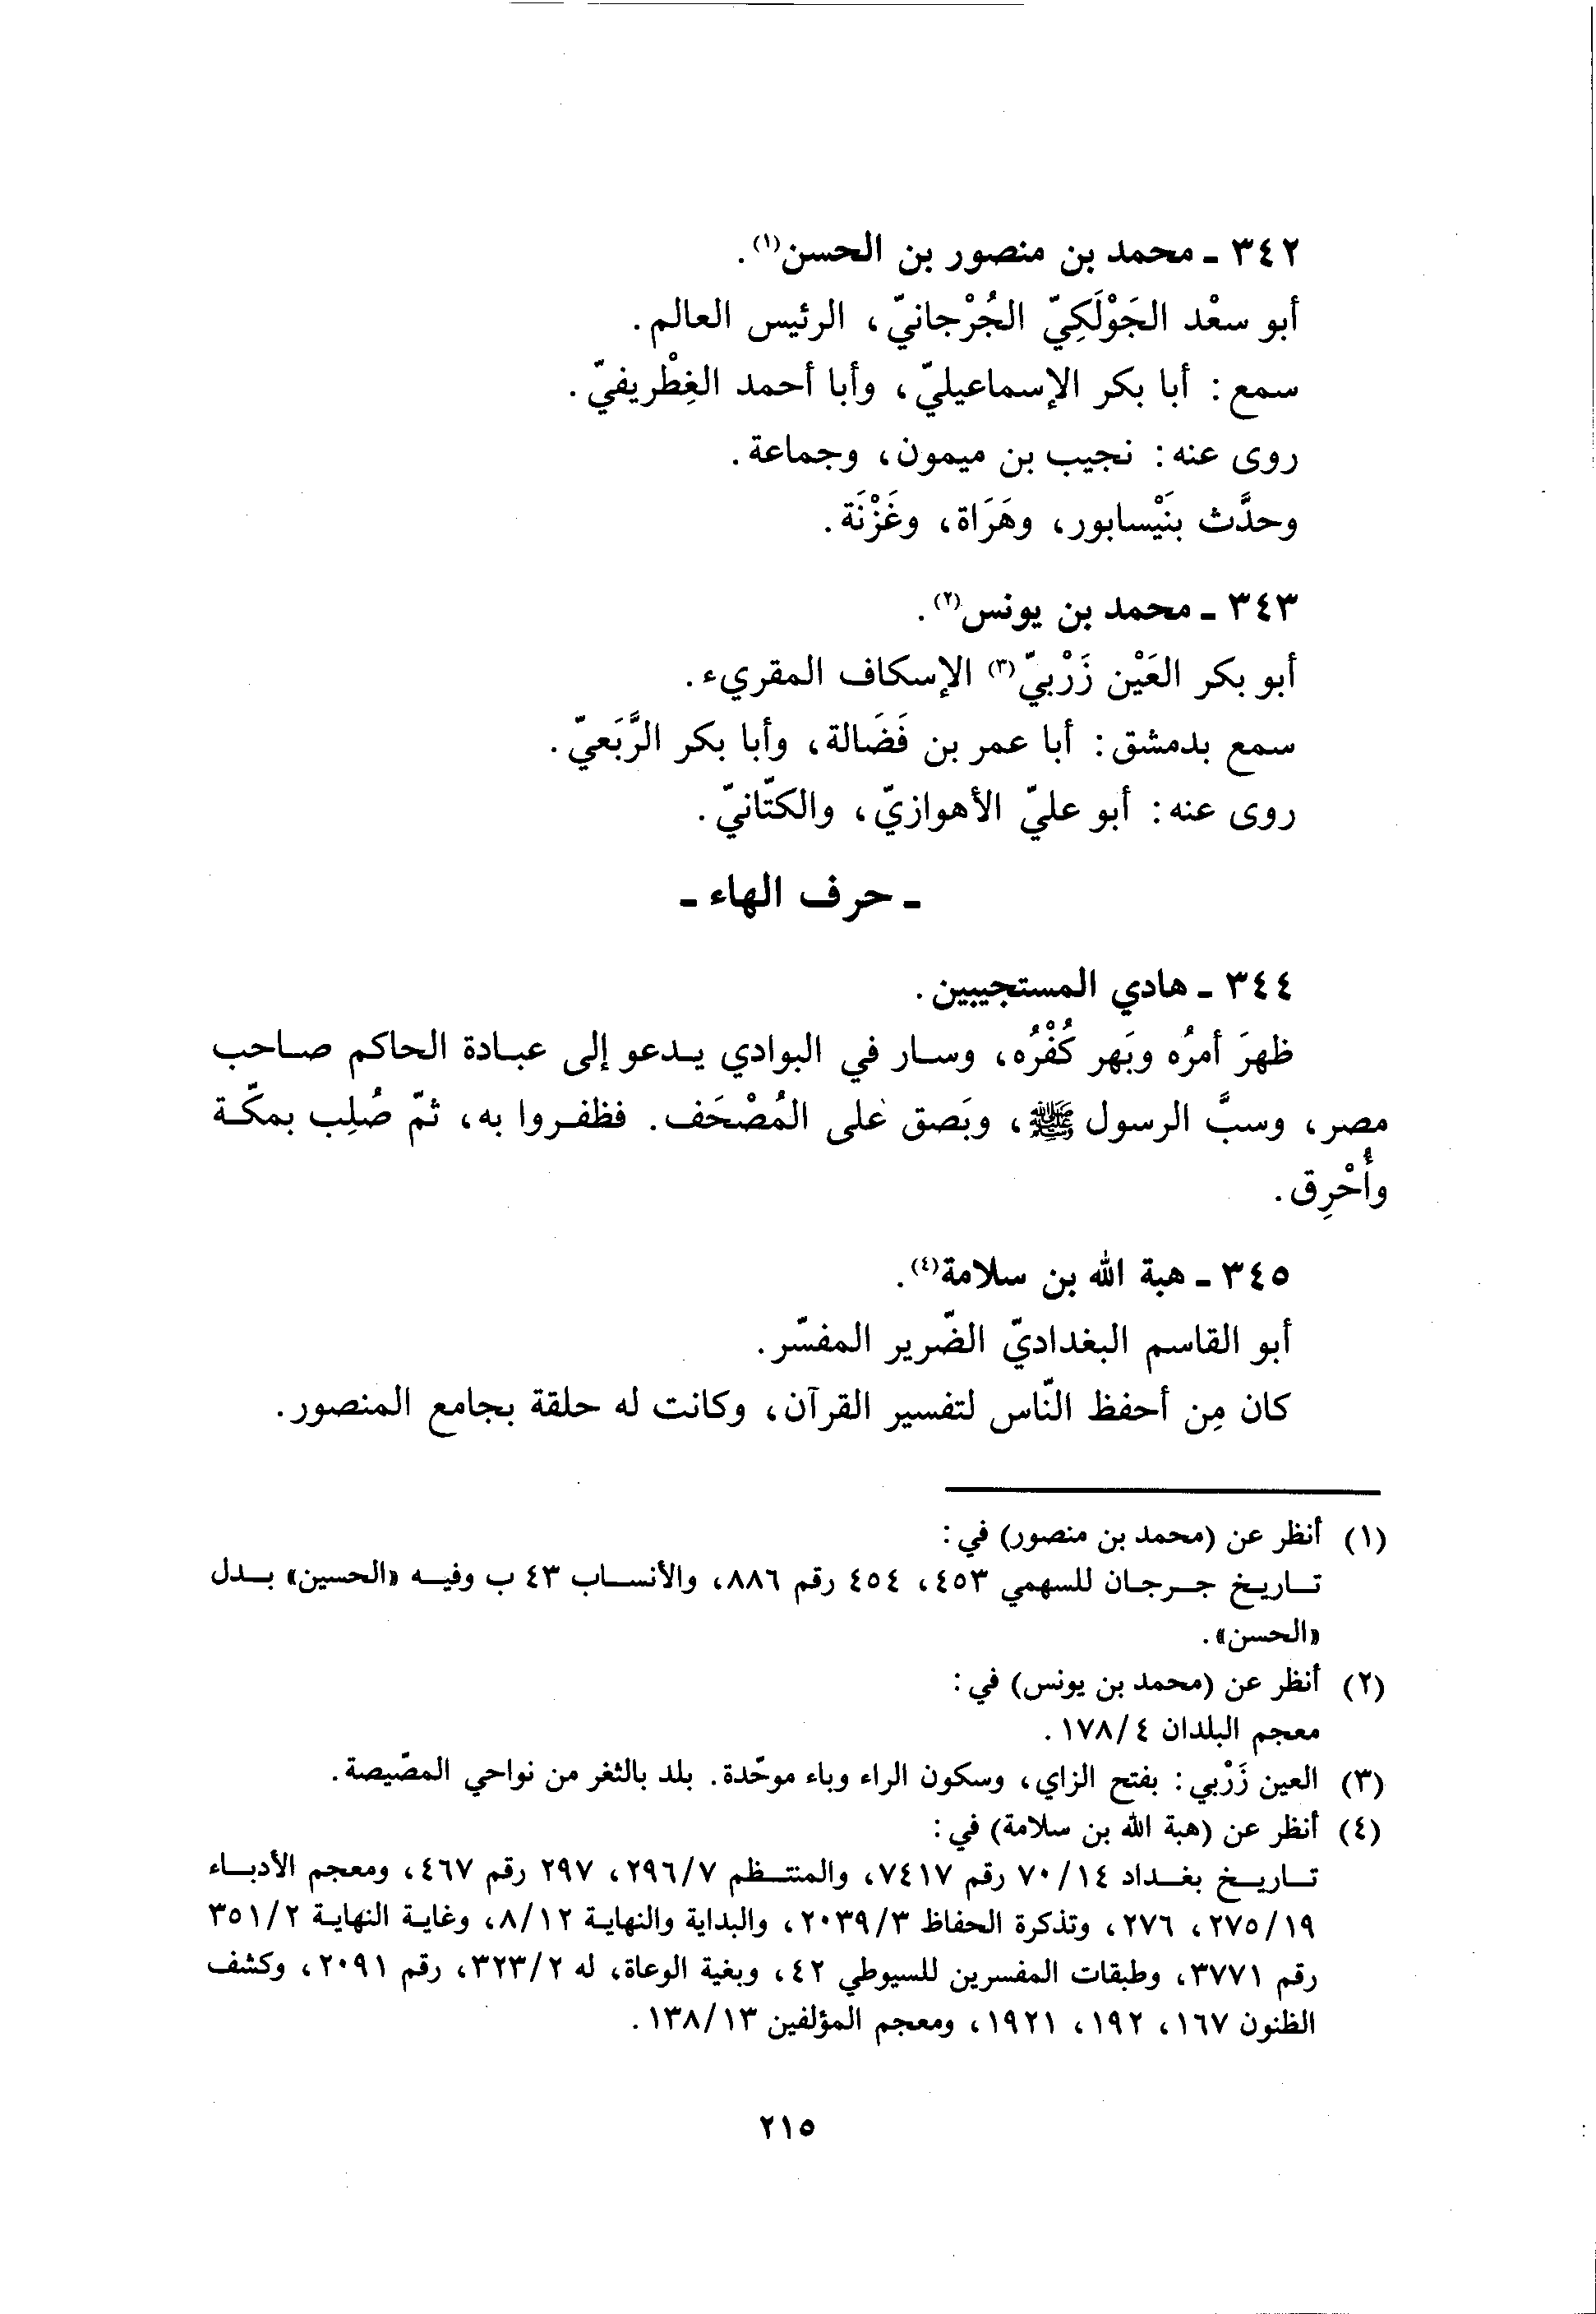 ٣٤٢ ـ محمد بن منصور بن الحسن(١).
أبو سعْد الجَوْلَكِيّ الجُرْجانيّ، الرئيس العالم.
سمع: أبا بكر الإسماعيليّ، وأبا أحمد الغِطْريفيّ.
روى عنه: نجيب بن ميمون، وجماعة.
وحدَّث بنَيْسابور، وهَرَاة، وغَزْنَة.
٣٤٣ ـ محمد بن يونس(٢).
أبو بكر العَيْن زَرْبيّ(٣) الإسكاف المقريء.
سمع بدمشق: أبا عمر بن فَضَالة، وأبا بكر الرَّبَعيّ.
روى عنه: أبو عليّ الأهوازيّ، والكتّانيّ.
ـ حرف الهاء ـ
٣٤٤ ـ هادي المستجيبين.
ظهرَ أمرُه وبَهر كُفْرُه، وسار في البوادي يدعو إلى عبادة الحاكم صاحب
مصر، وسبَّ الرسول ﷺ، وبَصق على المُصْحَف. فظفروا به، ثمّ صُلِب بمكّة
وأُحْرِق.
٣٤٥ ـ هبة الله بن سلامة(٤).
أبو القاسم البغداديّ الضّرير المفسّر.
كان مِن أحفظ النّاس لتفسير القرآن، وكانت له حلقة بجامع المنصور.
(١) أنظر عن (محمد بن منصور) في:
تاريخ جرجان للسهمي ٤٥٣، ٤٥٤ رقم ٨٨٦، والأنساب ٤٣ ب وفيه «الحسين» بدل
«الحسن».
(٢) أنظر عن (محمد بن يونس) في:
معجم البلدان ١٧٨/٤.
(٣) العين زَرْبي: بفتح الزاي، وسكون الراء وباء موحّدة. بلد بالثغر من نواحي المصّيصة.
(٤) أنظر عن (هبة الله بن سلامة) في:
تاريخ بغداد ٧٠/١٤ رقم ٧٤١٧، والمنتظم ٢٩٦/٧، ٢٩٧ رقم ٤٦٧، ومعجم الأدباء
٢٧٥/١٩، ٢٧٦، وتذكرة الحفاظ ٢٠٣٩/٣، والبداية والنهاية ٨/١٢، وغاية النهاية ٣٥١/٢
رقم ٣٧٧١، وطبقات المفسرين للسيوطي ٤٢، وبغية الوعاة، له ٣٢٣/٢، رقم ٢٠٩١، وكشف
الظنون ١٦٧، ١٩٢، ١٩٢١، ومعجم المؤلفين ١٣٨/١٣.
٢١٥